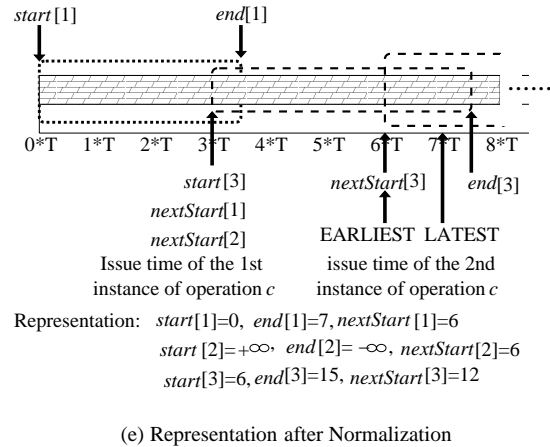 start[1] end[1]
0*T 1*T 2*T 3*T 4*T 5*T 6*T 7*T 8*T
start[3] nextStart[3] end[3]
nextStart[1]
nextStart[2] EARLIEST LATEST
Issue time of the 1st issue time of the 2nd
instance of operation c instance of operation c
Representation: start[1]=0, end[1]=7, nextStart[1]=6
start[2]=+∞, end[2]= -∞, nextStart[2]=6
start[3]=6, end[3]=15, nextStart[3]=12
(e) Representation after Normalization